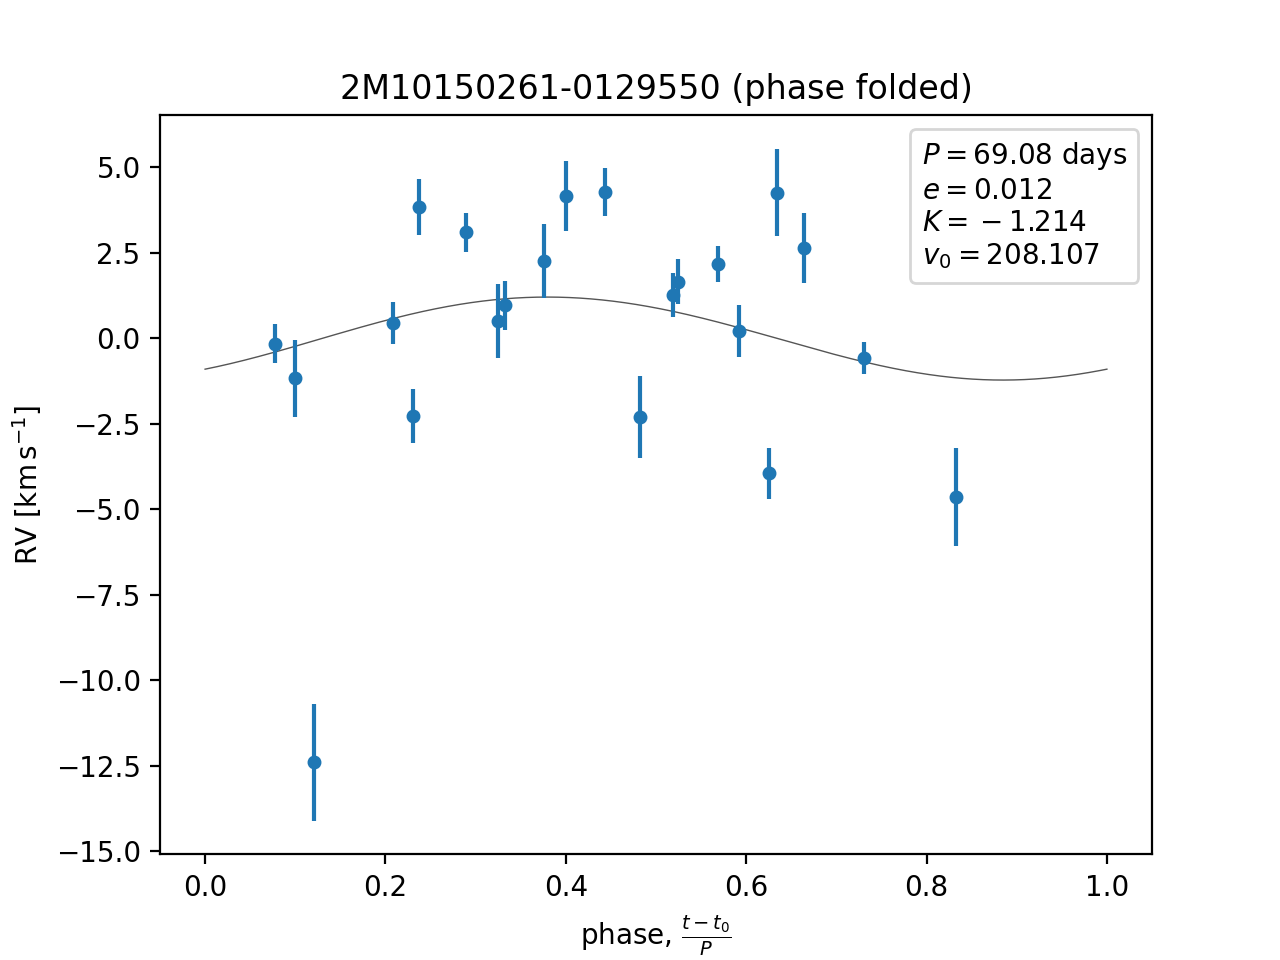 2M10150261-0129550 (phase folded)
P = 69.08 days
e = 0.012
K = −1.214
v₀ = 208.107
5.0
2.5
0.0
−2.5
−5.0
−7.5
−10.0
−12.5
−15.0
RV [km s⁻¹]
0.0 0.2 0.4 0.6 0.8 1.0
phase, (t − t₀)/P